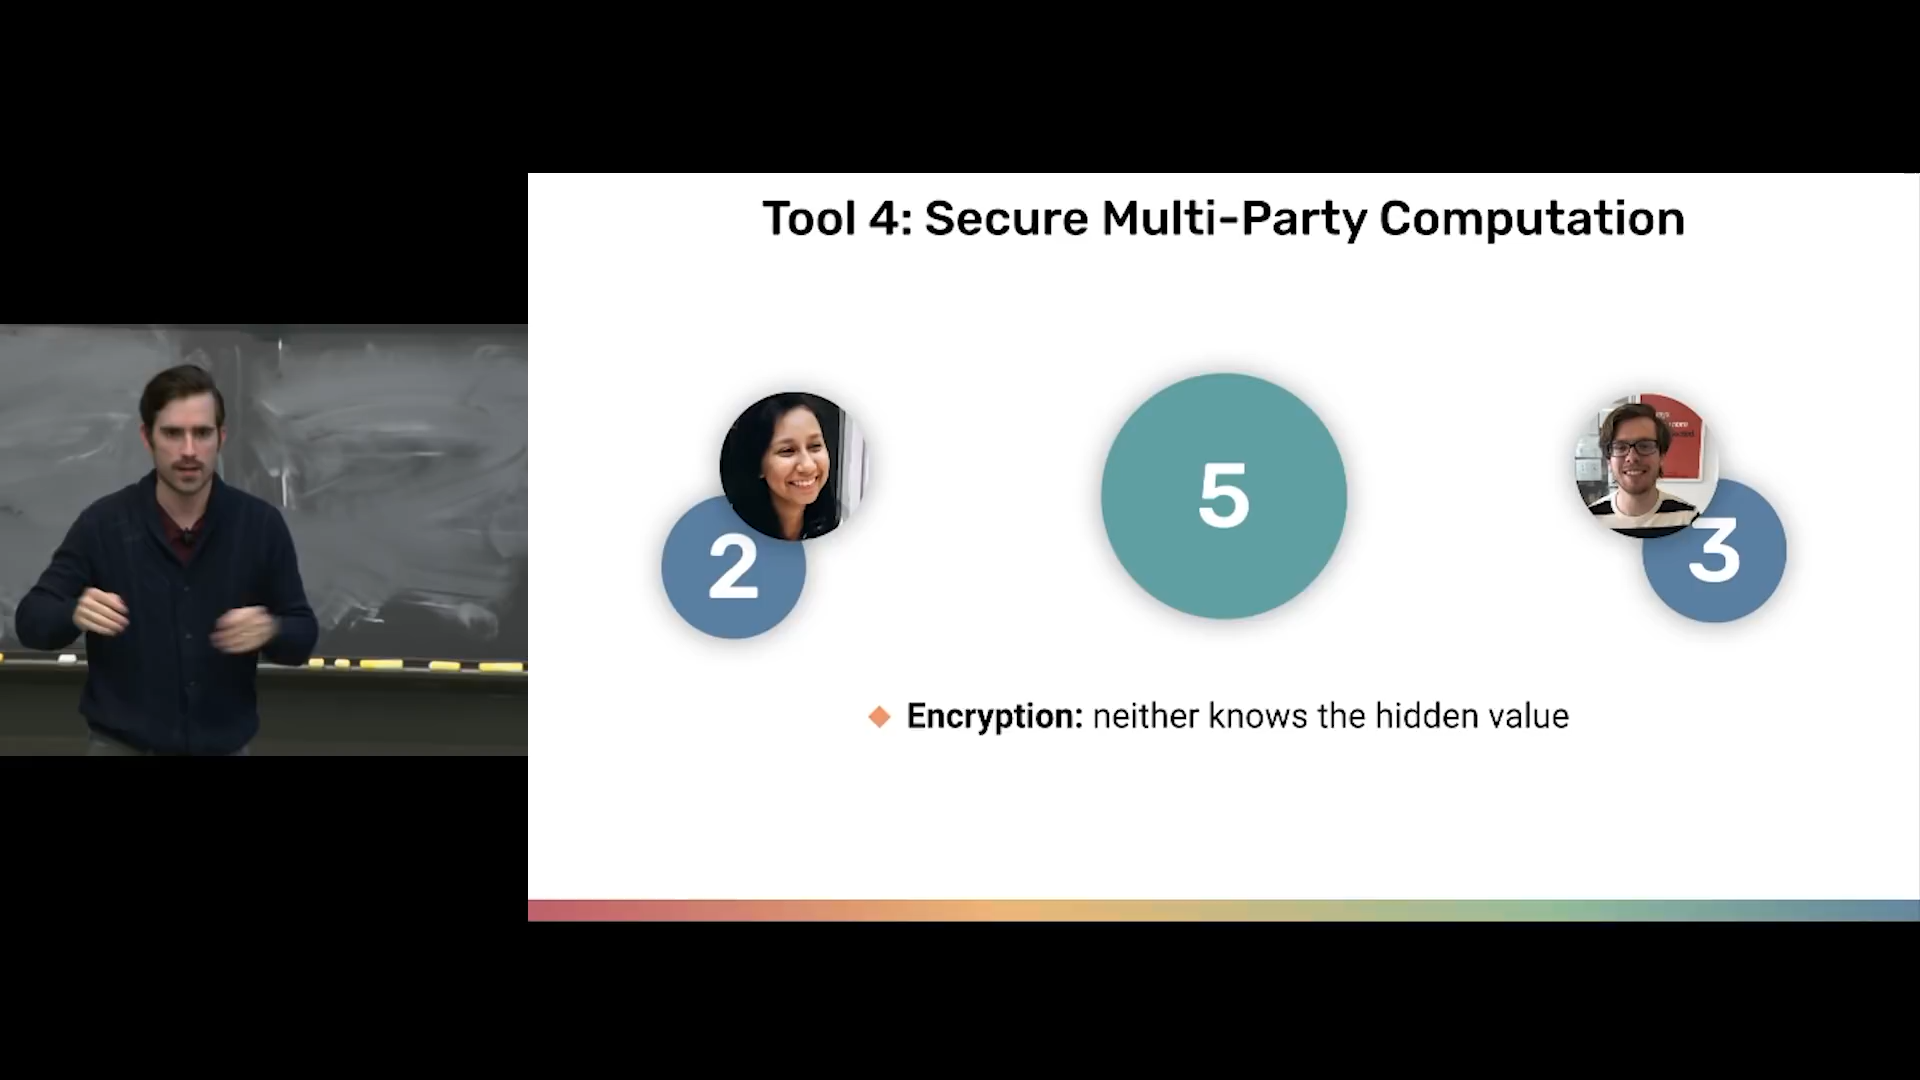 Tool 4: Secure Multi-Party Computation
2
5
3
Encryption: neither knows the hidden value